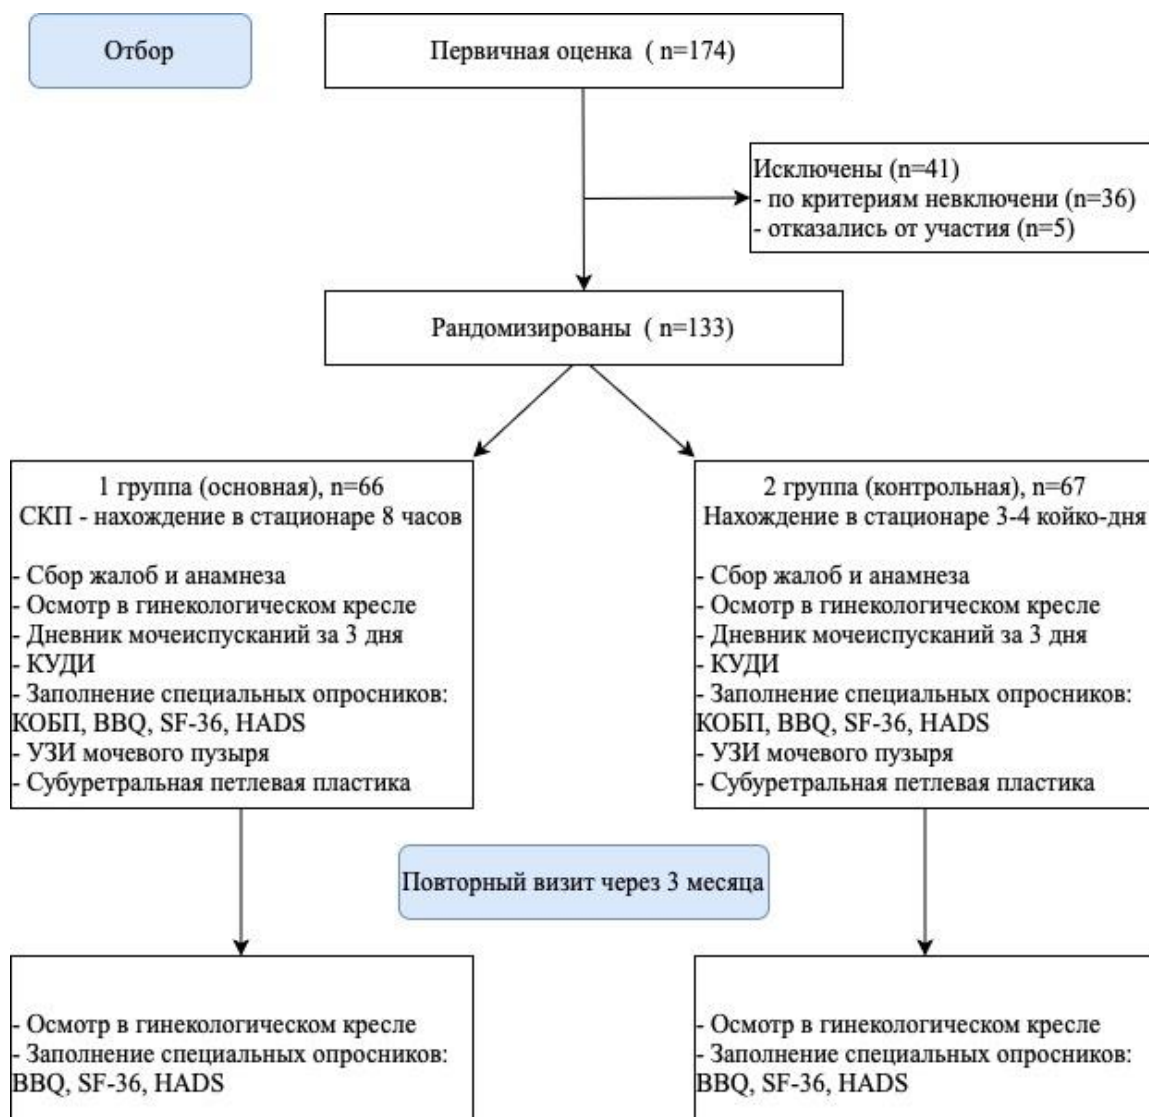 Отбор
Первичная оценка ( n=174)
Исключены (n=41)
- по критериям невключени (n=36)
- отказались от участия (n=5)
Рандомизированы ( n=133)
1 группа (основная), n=66
СКП - нахождение в стационаре 8 часов
- Сбор жалоб и анамнеза
- Осмотр в гинекологическом кресле
- Дневник мочеиспусканий за 3 дня
- КУДИ
- Заполнение специальных опросников:
КОБП, BBQ, SF-36, HADS
- УЗИ мочевого пузыря
- Субуретральная петлевая пластика
2 группа (контрольная), n=67
Нахождение в стационаре 3-4 койко-дня
- Сбор жалоб и анамнеза
- Осмотр в гинекологическом кресле
- Дневник мочеиспусканий за 3 дня
- КУДИ
- Заполнение специальных опросников:
КОБП, BBQ, SF-36, HADS
- УЗИ мочевого пузыря
- Субуретральная петлевая пластика
Повторный визит через 3 месяца
- Осмотр в гинекологическом кресле
- Заполнение специальных опросников:
BBQ, SF-36, HADS
- Осмотр в гинекологическом кресле
- Заполнение специальных опросников:
BBQ, SF-36, HADS